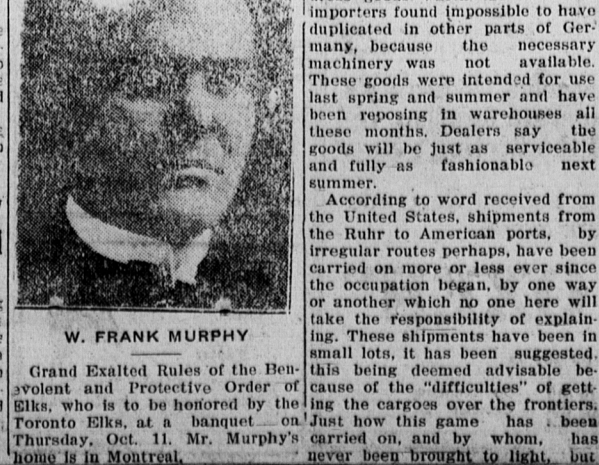 W. FRANK MURPHY
Grand Exalted Rules of the Ben-
evolent and Protective Order of
Elks, who is to be honored by the
Toronto Elks, at a banquet on
Thursday, Oct. 11. Mr. Murphy's
home is in Montreal.
importers found impossible to have
duplicated in other parts of Ger-
many, because the necessary
machinery was not available.
These goods were intended for use
last spring and summer and have
been reposing in warehouses all
these months. Dealers say the
goods will be just as serviceable
and fully as fashionable next
summer.
According to word received from
the United States, shipments from
the Ruhr to American ports, by
irregular routes perhaps, have been
carried on more or less ever since
the occupation began, by one way
or another which no one here will
take the responsibility of explain-
ing. These shipments have been in
small lots, it has been suggested,
this being deemed advisable be-
cause of the "difficulties" of gett-
ing the cargoes over the frontiers.
Just how this game has been
carried on, and by whom, has
never been brought to light, but